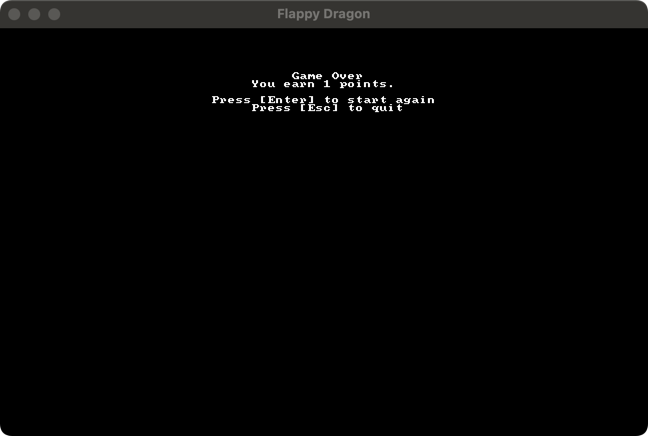 Flappy Dragon
Game Over
You earn 1 points.
Press [Enter] to start again
Press [Esc] to quit